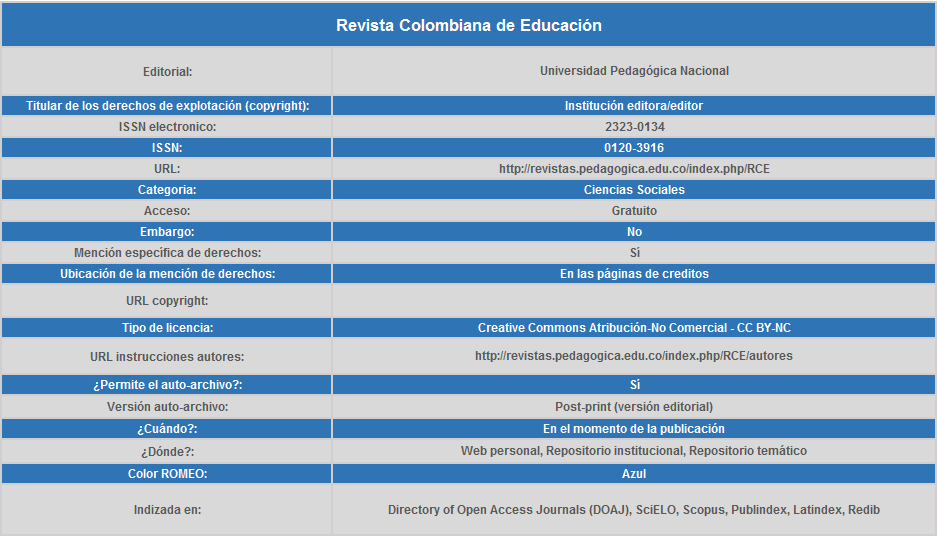 Revista Colombiana de Educación
Editorial: Universidad Pedagógica Nacional
Titular de los derechos de explotación (copyright): Institución editora/editor
ISSN electronico: 2323-0134
ISSN: 0120-3916
URL: http://revistas.pedagogica.edu.co/index.php/RCE
Categoria: Ciencias Sociales
Acceso: Gratuito
Embargo: No
Mención específica de derechos: Sí
Ubicación de la mención de derechos: En las páginas de creditos
URL copyright:
Tipo de licencia: Creative Commons Atribución-No Comercial - CC BY-NC
URL instrucciones autores: http://revistas.pedagogica.edu.co/index.php/RCE/autores
¿Permite el auto-archivo?: Sí
Versión auto-archivo: Post-print (versión editorial)
¿Cuándo?: En el momento de la publicación
¿Dónde?: Web personal, Repositorio institucional, Repositorio temático
Color ROMEO: Azul
Indizada en: Directory of Open Access Journals (DOAJ), SciELO, Scopus, Publindex, Latindex, Redib